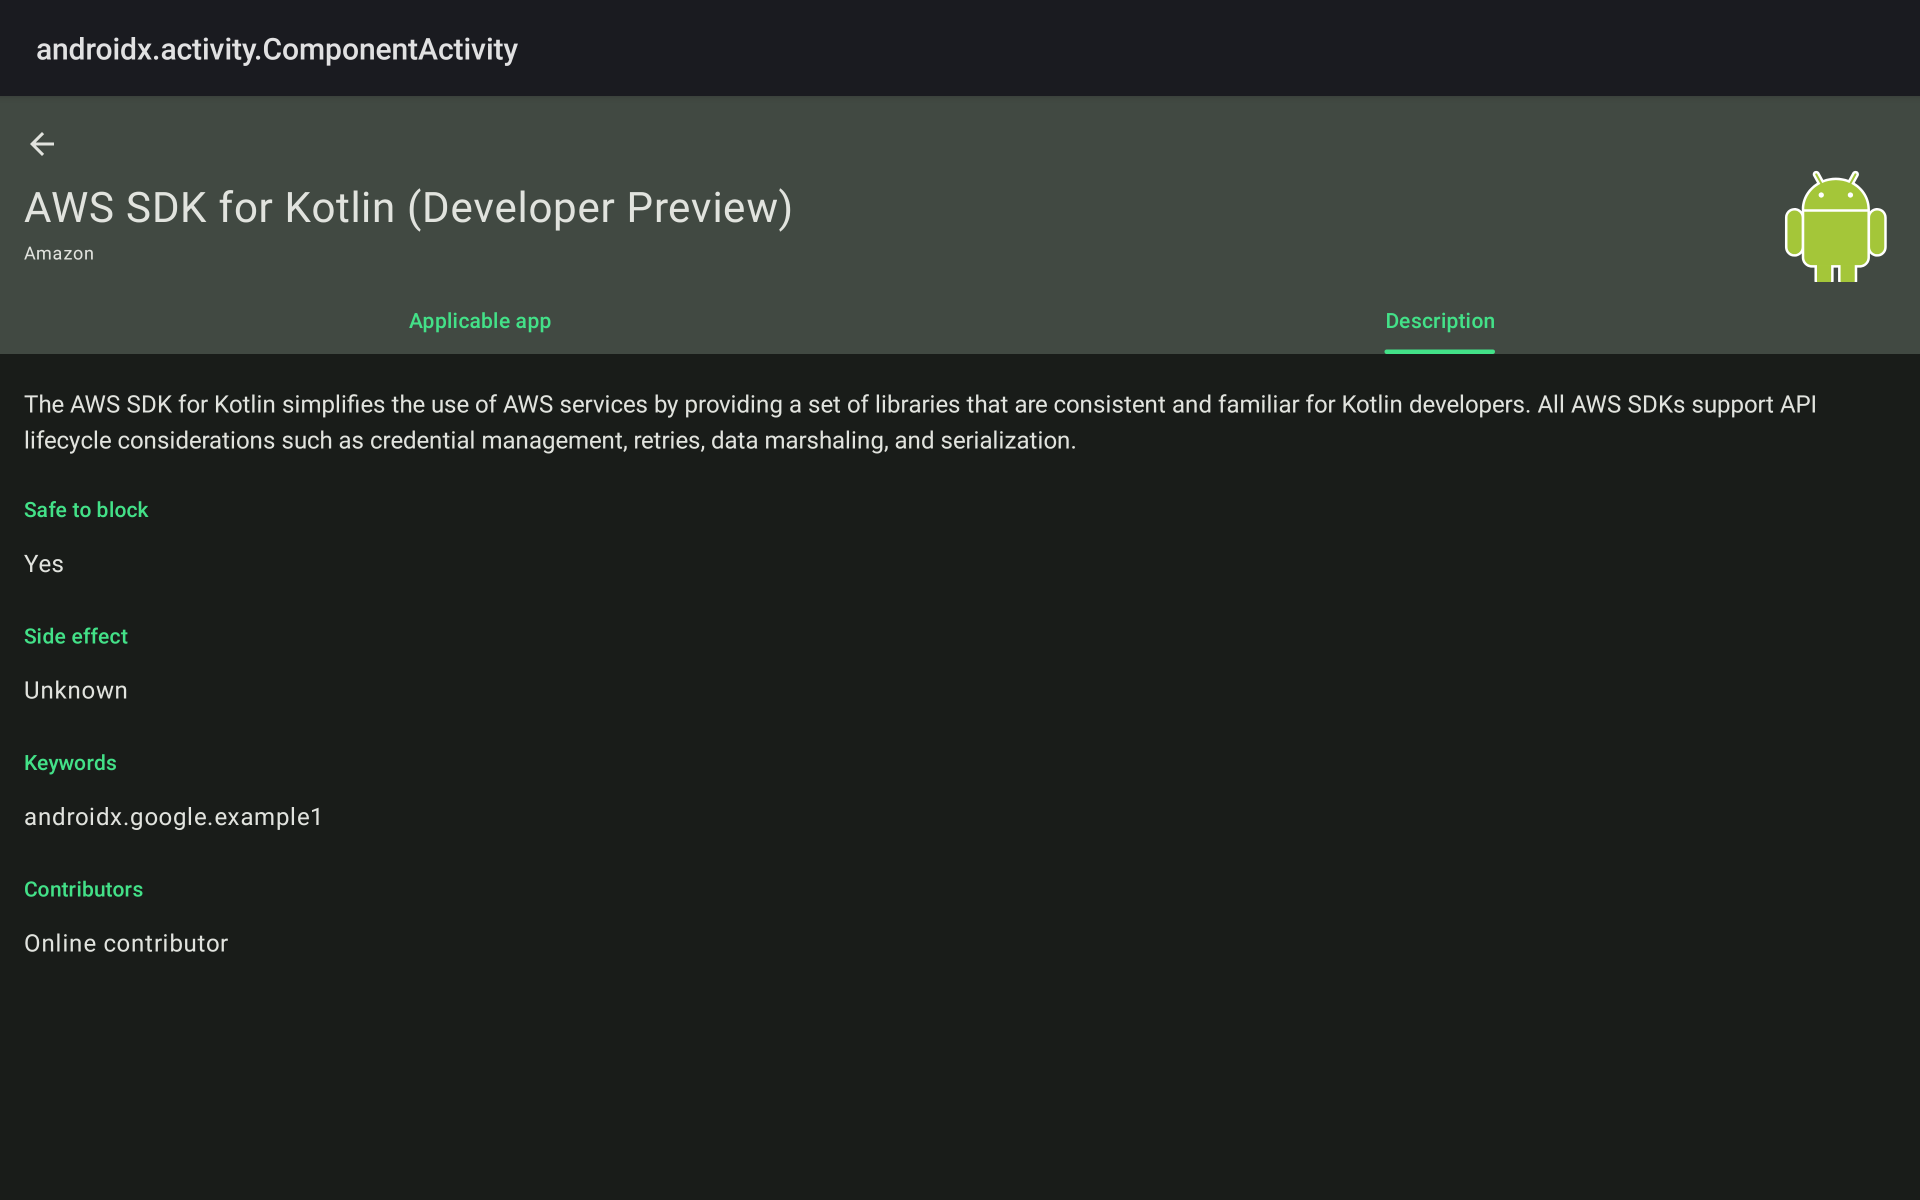 androidx.activity.ComponentActivity
AWS SDK for Kotlin (Developer Preview)
Amazon
Applicable app
Description
The AWS SDK for Kotlin simplifies the use of AWS services by providing a set of libraries that are consistent and familiar for Kotlin developers. All AWS SDKs support API
lifecycle considerations such as credential management, retries, data marshaling, and serialization.
Safe to block
Yes
Side effect
Unknown
Keywords
androidx.google.example1
Contributors
Online contributor